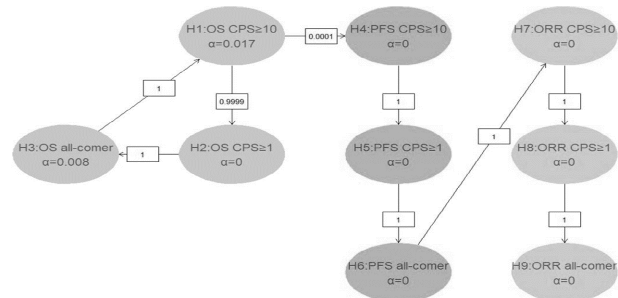 H1:OS CPS≥10
α=0.017
0.0001
H4:PFS CPS≥10
α=0
H7:ORR CPS≥10
α=0
1
0.9999
1
1
1
H3:OS all-comer
α=0.008
1
H2:OS CPS≥1
α=0
H5:PFS CPS≥1
α=0
H8:ORR CPS≥1
α=0
1
1
H6:PFS all-comer
α=0
H9:ORR all-comer
α=0